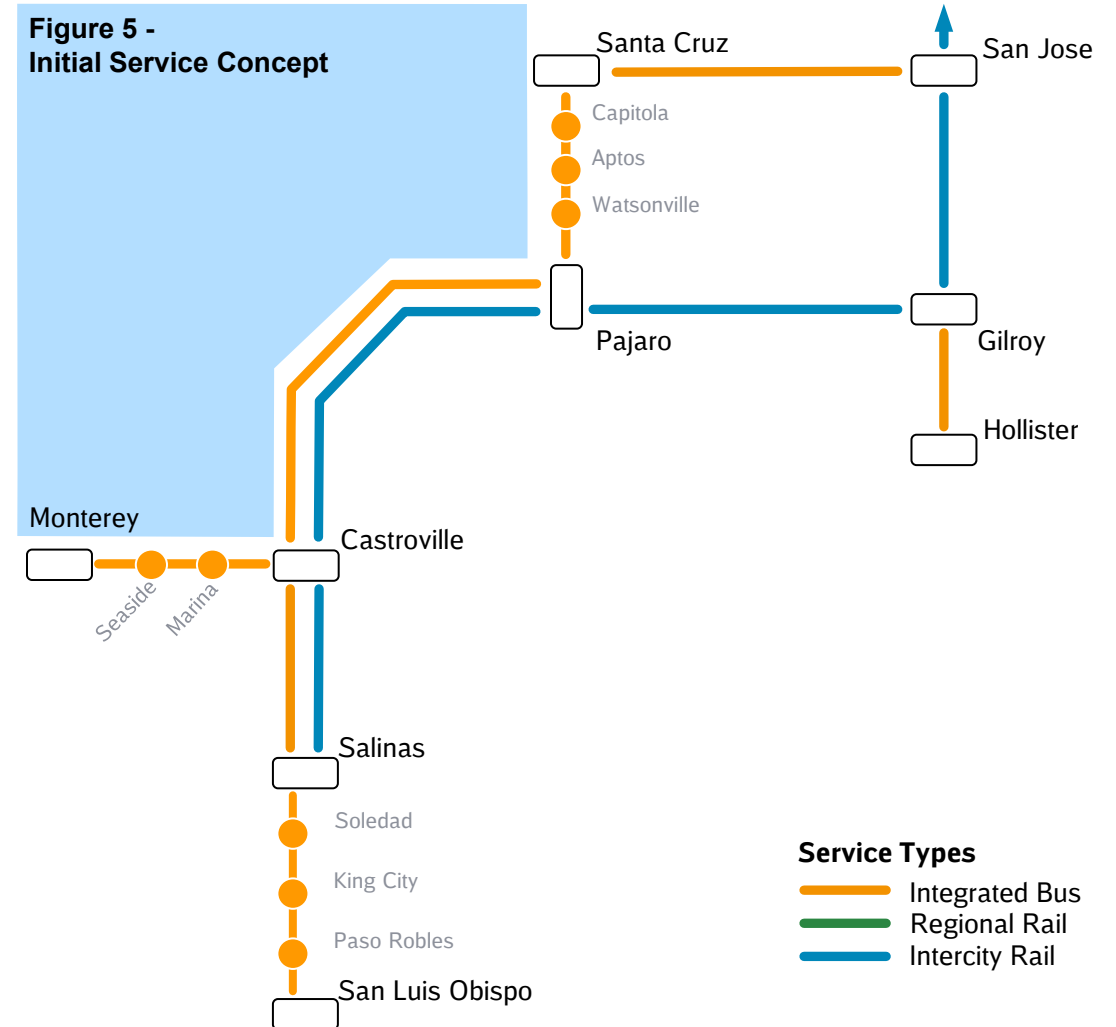 Figure 5 -
Initial Service Concept
Santa Cruz
San Jose
Capitola
Aptos
Watsonville
Pajaro
Gilroy
Hollister
Monterey
Castroville
Seaside
Marina
Salinas
Soledad
King City
Paso Robles
San Luis Obispo
Service Types
Integrated Bus
Regional Rail
Intercity Rail